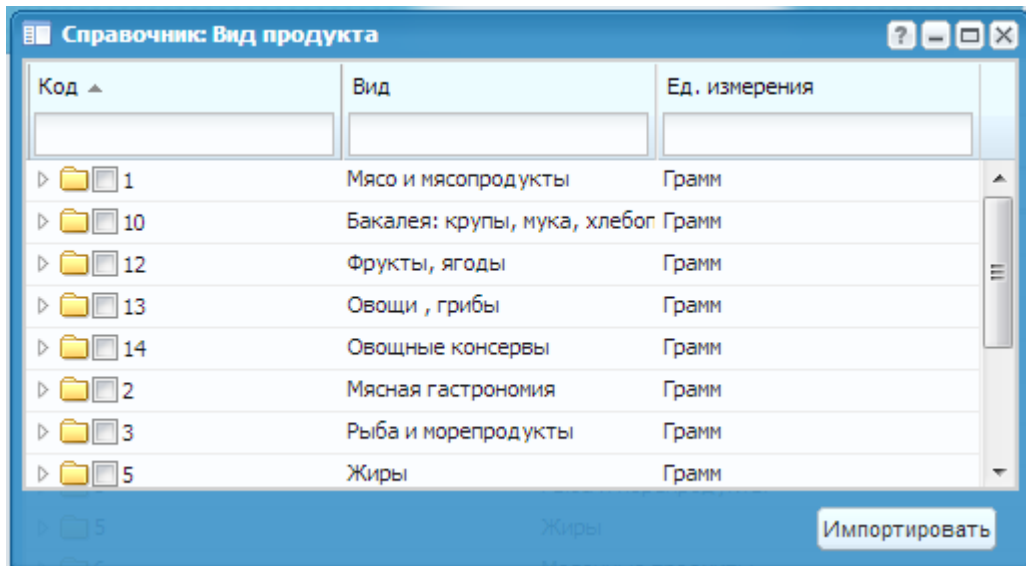 Справочник: Вид продукта
Код Вид Ед. измерения
1 Мясо и мясопродукты Грамм
10 Бакалея: крупы, мука, Грамм
12 Фрукты, ягоды Грамм
13 Овощи , грибы Грамм
14 Овощные консервы Грамм
2 Мясная гастрономия Грамм
3 Рыба и морепродукты Грамм
5 Жиры Грамм
5 Жиры
Импортировать